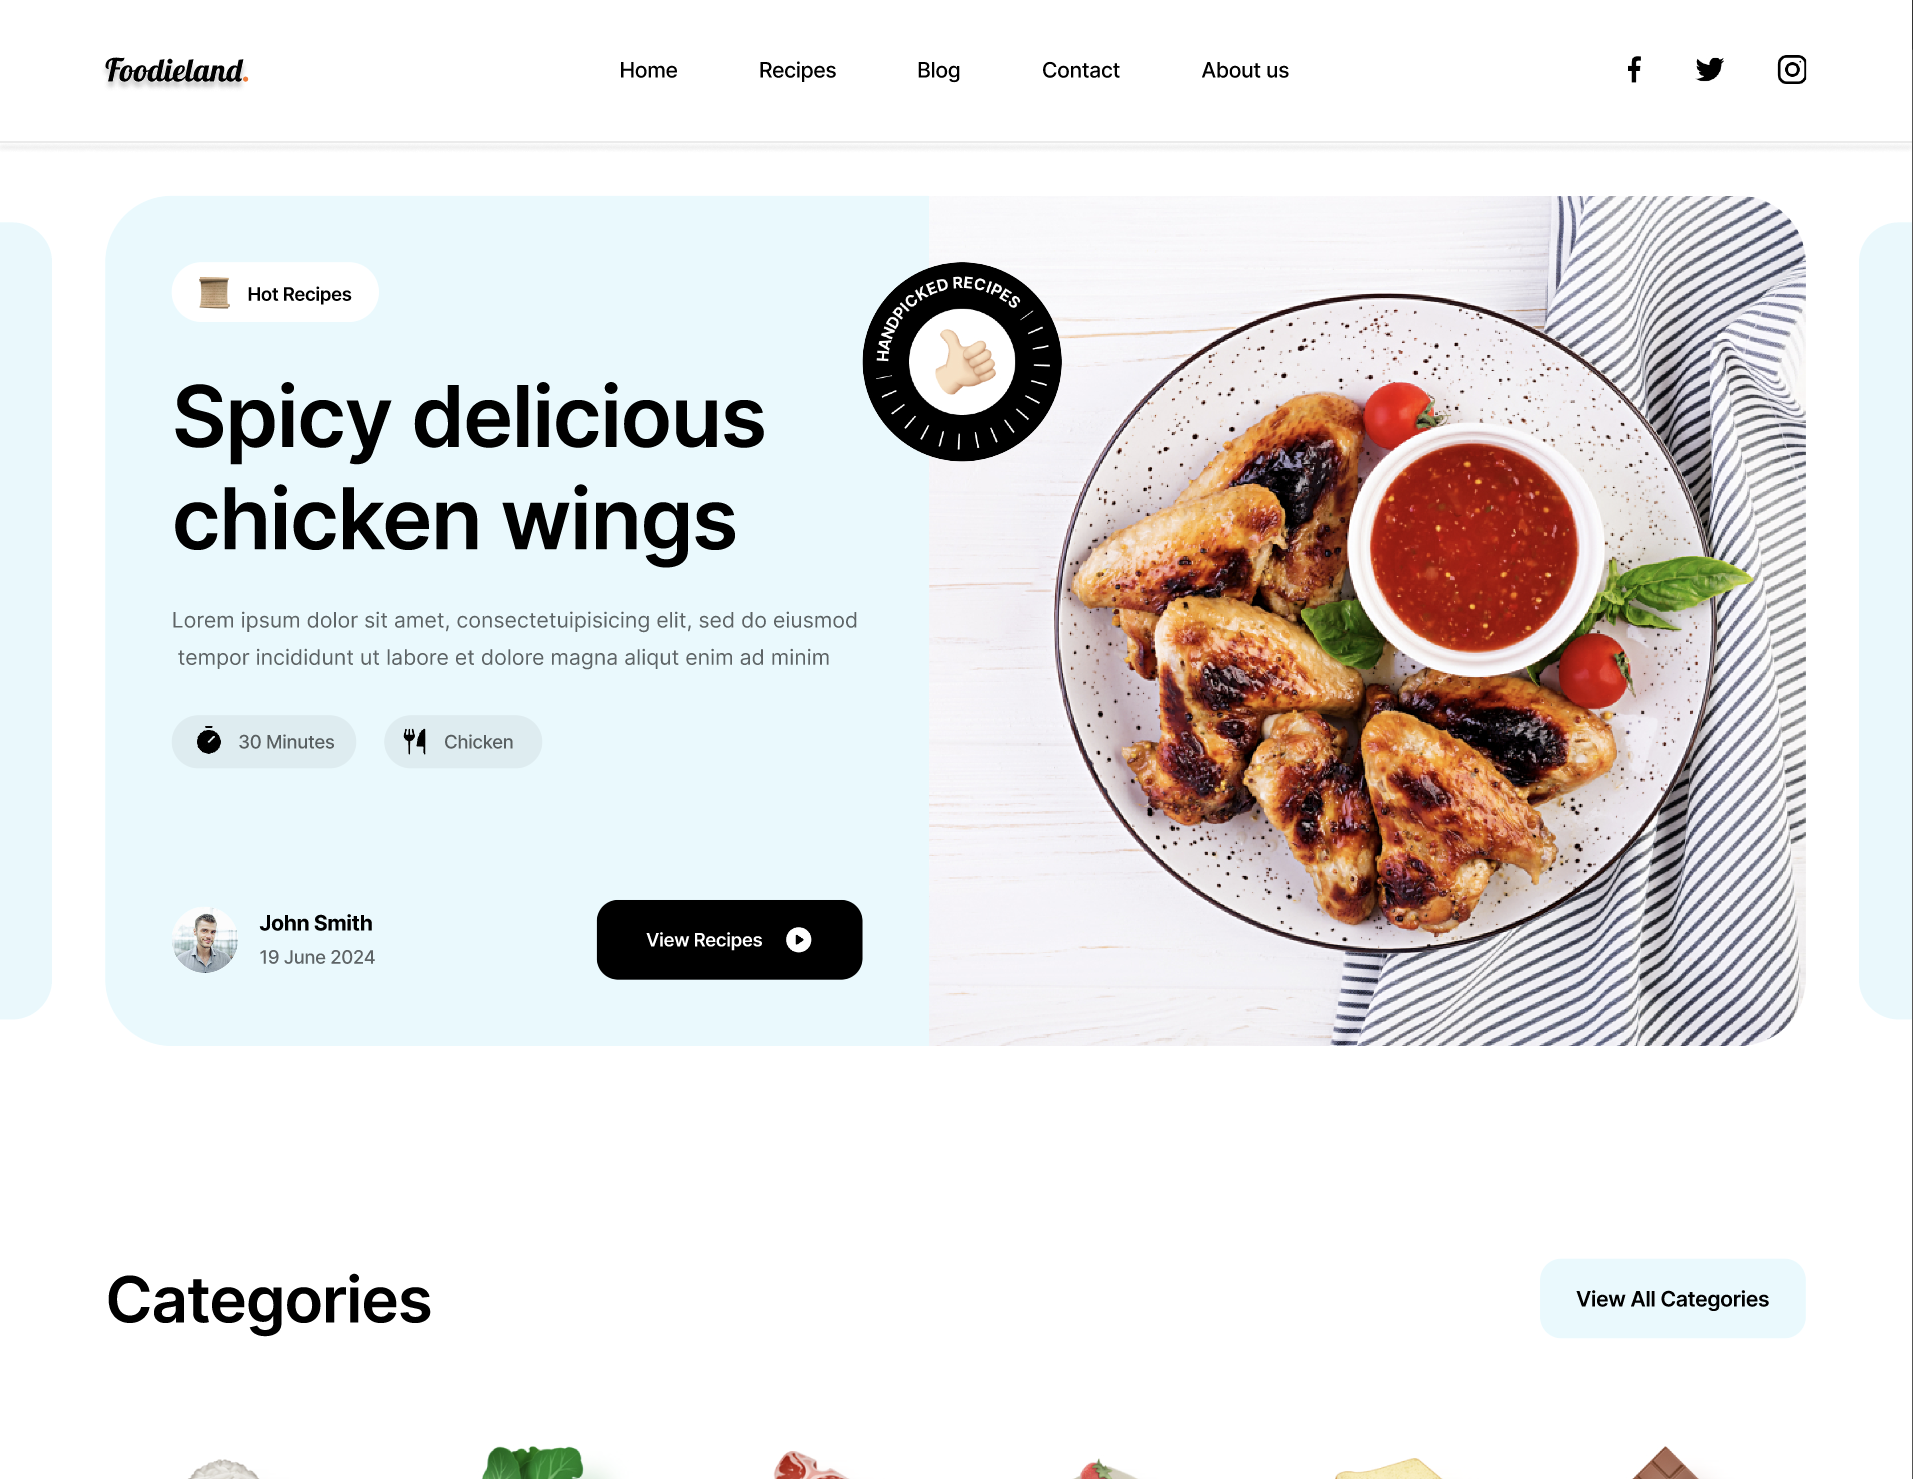 Foodieland.
Home
Recipes
Blog
Contact
About us
Hot Recipes
HANDPICKED RECIPES
Spicy delicious
chicken wings
Lorem ipsum dolor sit amet, consectetuipisicing elit, sed do eiusmod
tempor incididunt ut labore et dolore magna aliqut enim ad minim
30 Minutes
Chicken
John Smith
19 June 2024
View Recipes
Categories
View All Categories